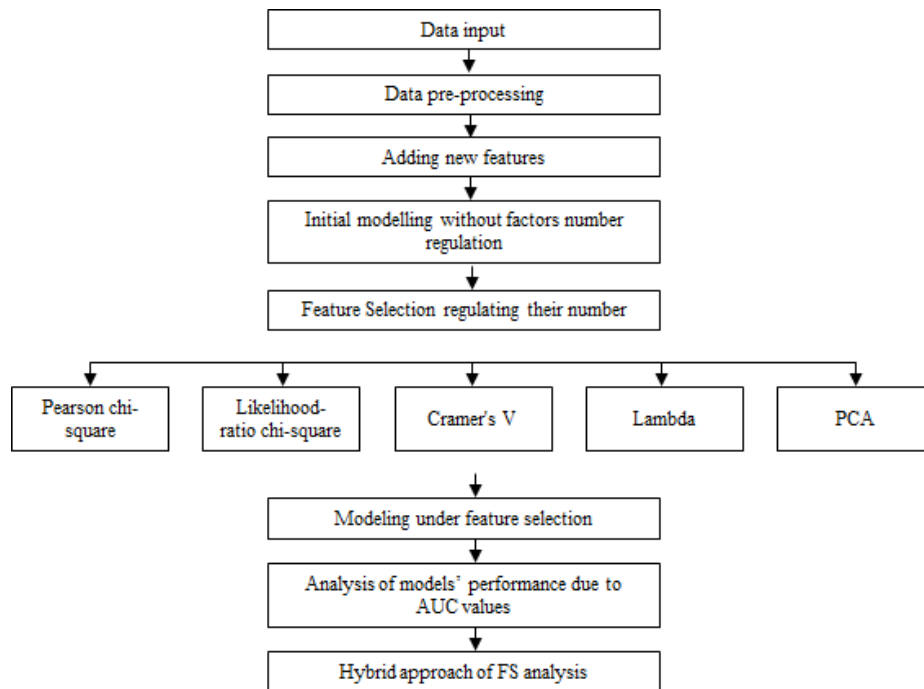 Data input
Data pre-processing
Adding new features
Initial modelling without factors number
regulation
Feature Selection regulating their number
Pearson chi-
square
Likelihood-
ratio chi-square
Cramer's V
Lambda
PCA
Modeling under feature selection
Analysis of models’ performance due to
AUC values
Hybrid approach of FS analysis